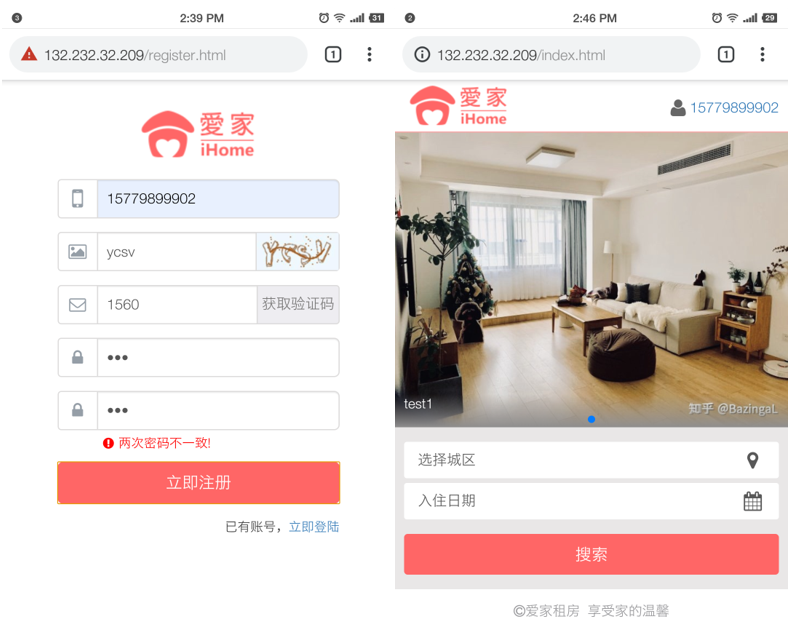 3
2:39 PM
31
132.232.32.209/register.html
1
愛家
iHome
15779899902
ycsv
ycsv
1560
获取验证码
•••
•••
两次密码不一致!
立即注册
已有账号，立即登陆
2
2:46 PM
29
132.232.32.209/index.html
1
愛家
iHome
15779899902
test1
知乎 @BazingaL
选择城区
入住日期
搜索
©爱家租房 享受家的温馨